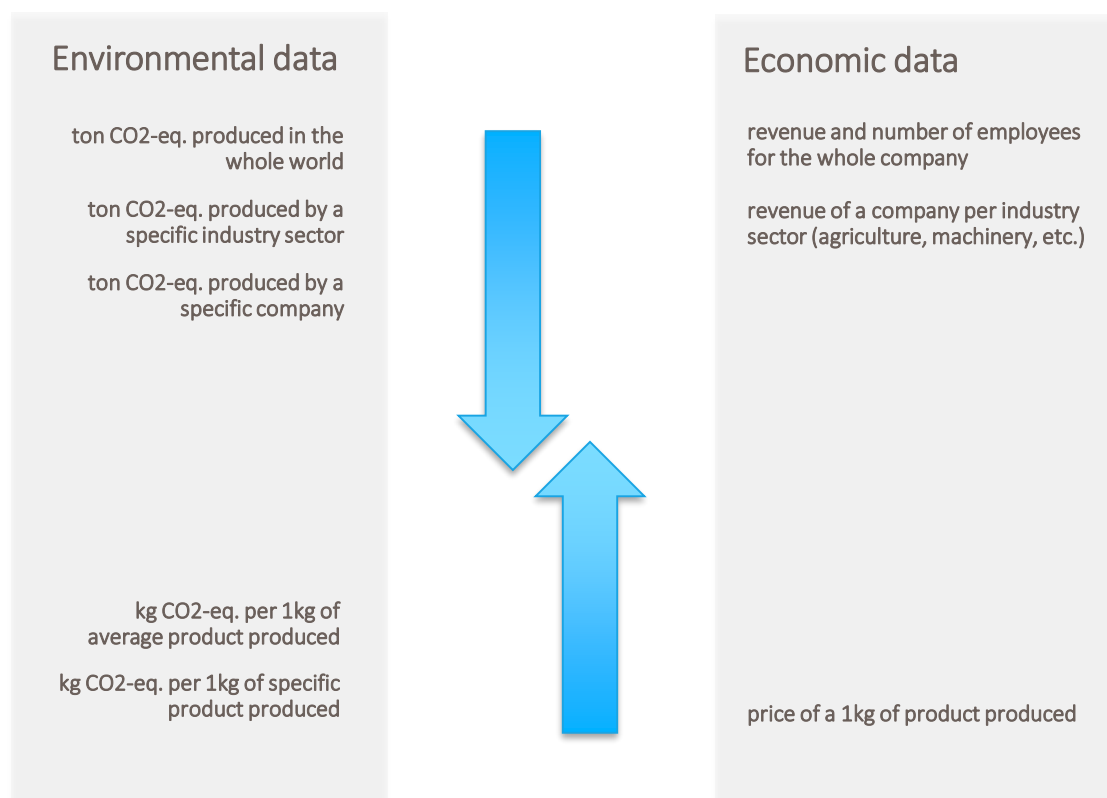 Environmental data
ton CO2-eq. produced in the
whole world
ton CO2-eq. produced by a
specific industry sector
ton CO2-eq. produced by a
specific company
kg CO2-eq. per 1kg of
average product produced
kg CO2-eq. per 1kg of specific
product produced
Economic data
revenue and number of employees
for the whole company
revenue of a company per industry
sector (agriculture, machinery, etc.)
price of a 1kg of product produced